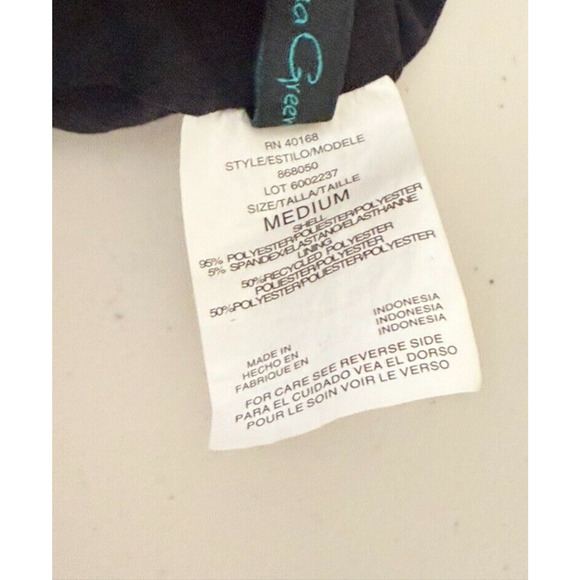 Green
RN 40168
STYLE/ESTILO/MODELE
868050
LOT 6002237
SIZE/TALLA/TAILLE
MEDIUM
SHELL
95% POLYESTER/POLIESTER/POLYESTER
5% SPANDEX/ELASTANO/ELASTHANNE
LINING
50%RECYCLED POLYESTER
POLIESTER/POLYESTER
50%POLYESTER/POLIESTER/POLYESTER
MADE IN INDONESIA
HECHO EN INDONESIA
FABRIQUE EN INDONESIA
FOR CARE SEE REVERSE SIDE
PARA EL CUIDADO VEA EL DORSO
POUR LE SOIN VOIR LE VERSO